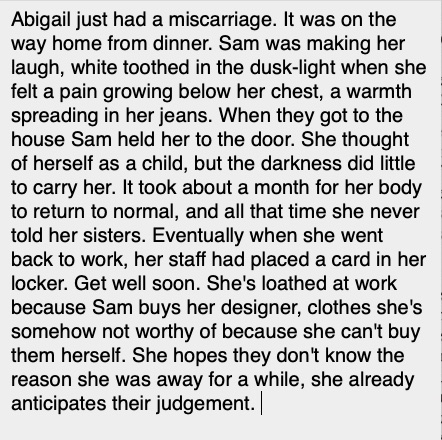 Abigail just had a miscarriage. It was on the
way home from dinner. Sam was making her
laugh, white toothed in the dusk-light when she
felt a pain growing below her chest, a warmth
spreading in her jeans. When they got to the
house Sam held her to the door. She thought
of herself as a child, but the darkness did little
to carry her. It took about a month for her body
to return to normal, and all that time she never
told her sisters. Eventually when she went
back to work, her staff had placed a card in her
locker. Get well soon. She's loathed at work
because Sam buys her designer, clothes she's
somehow not worthy of because she can't buy
them herself. She hopes they don't know the
reason she was away for a while, she already
anticipates their judgement.